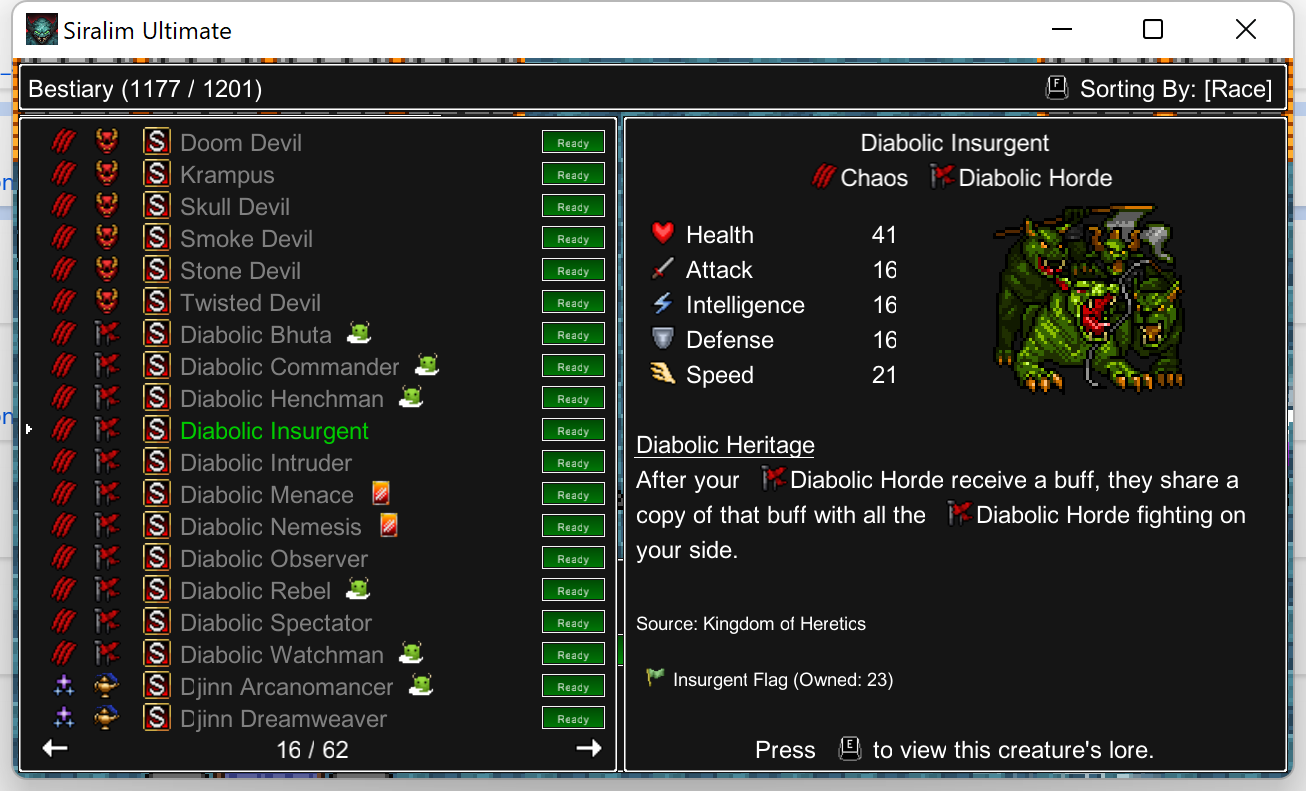 Siralim Ultimate
Bestiary (1177 / 1201)
F Sorting By: [Race]
S Doom Devil Ready
S Krampus Ready
S Skull Devil Ready
S Smoke Devil Ready
S Stone Devil Ready
S Twisted Devil Ready
S Diabolic Bhuta Ready
S Diabolic Commander Ready
S Diabolic Henchman Ready
S Diabolic Insurgent Ready
S Diabolic Intruder Ready
S Diabolic Menace Ready
S Diabolic Nemesis Ready
S Diabolic Observer Ready
S Diabolic Rebel Ready
S Diabolic Spectator Ready
S Diabolic Watchman Ready
S Djinn Arcanomancer Ready
S Djinn Dreamweaver Ready
16 / 62
Diabolic Insurgent
Chaos Diabolic Horde
Health 41
Attack 16
Intelligence 16
Defense 16
Speed 21
Diabolic Heritage
After your Diabolic Horde receive a buff, they share a
copy of that buff with all the Diabolic Horde fighting on
your side.
Source: Kingdom of Heretics
Insurgent Flag (Owned: 23)
Press E to view this creature's lore.